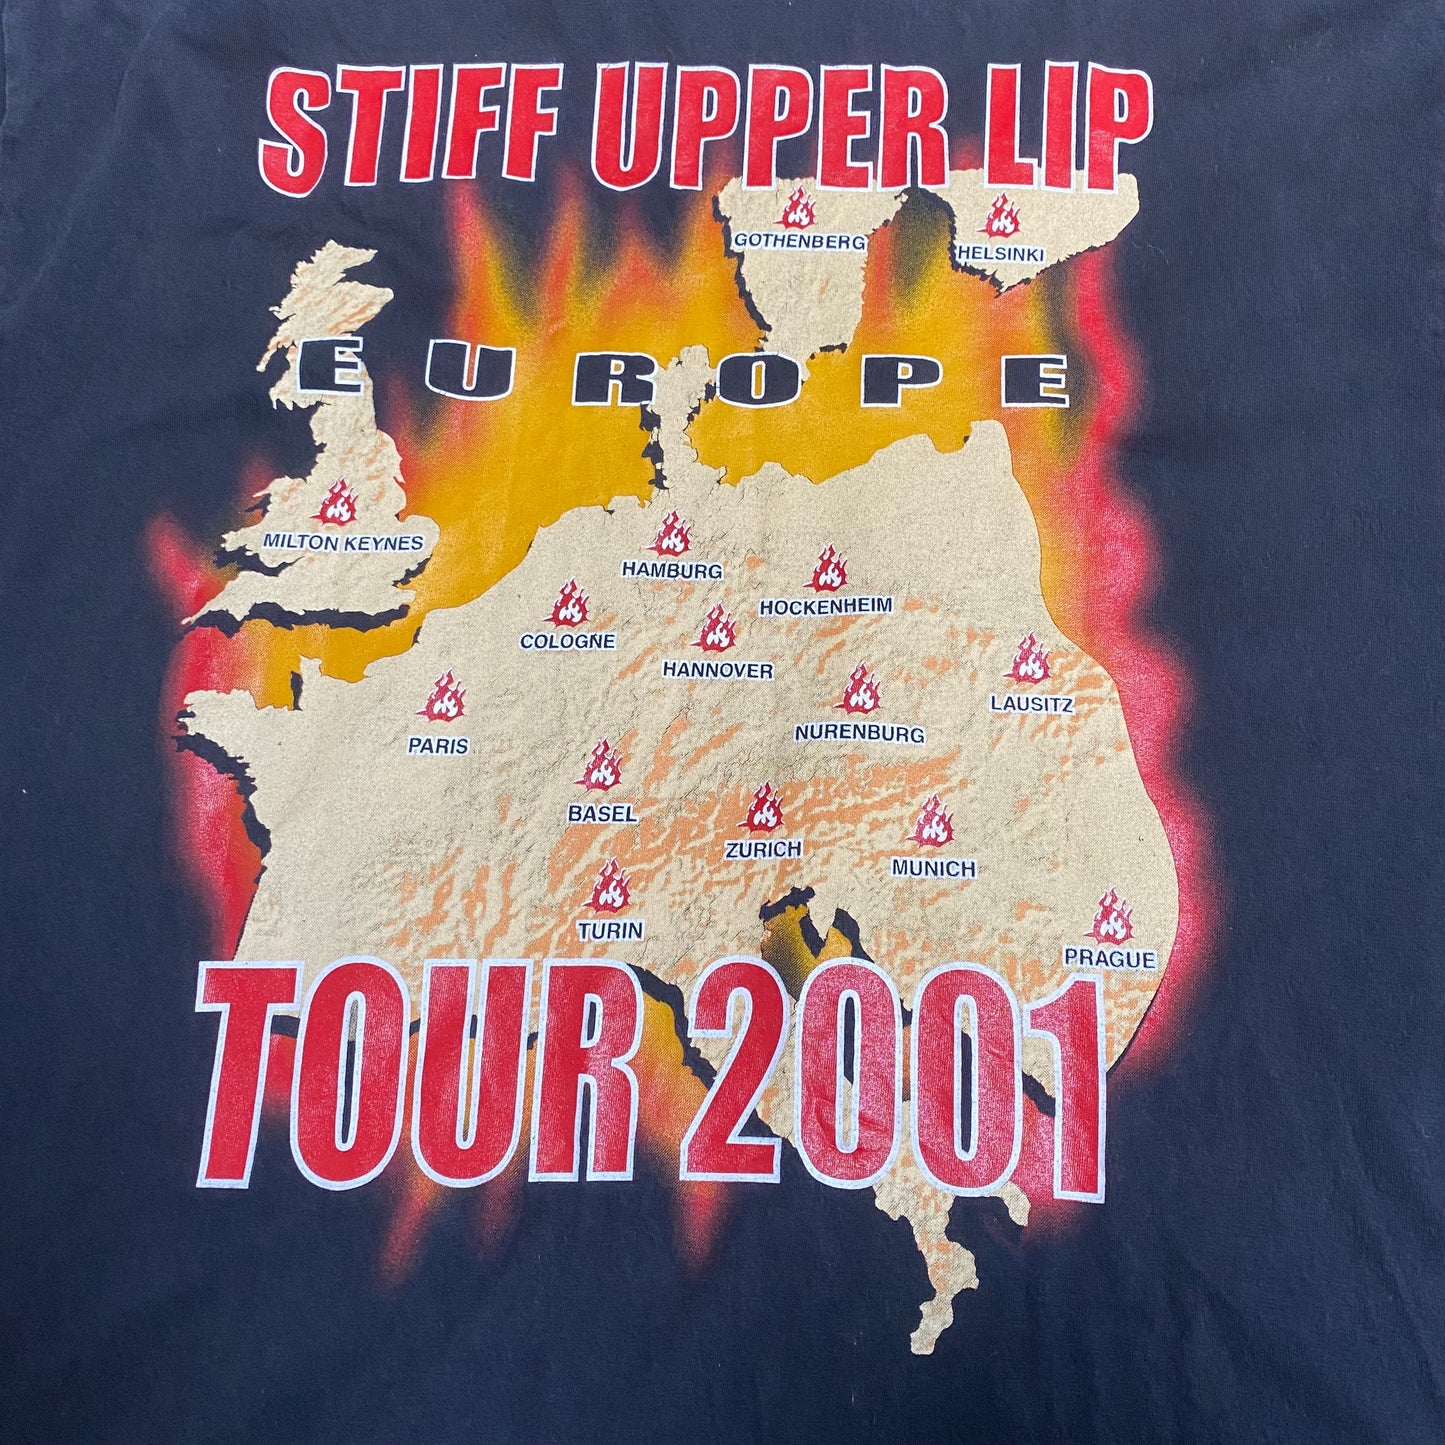 STIFF UPPER LIP
GOTHENBERG
HELSINKI
EUROPE
MILTON KEYNES
HAMBURG
HOCKENHEIM
COLOGNE
HANNOVER
LAUSITZ
PARIS
NURENBURG
BASEL
ZURICH
MUNICH
TURIN
PRAGUE
TOUR 2001